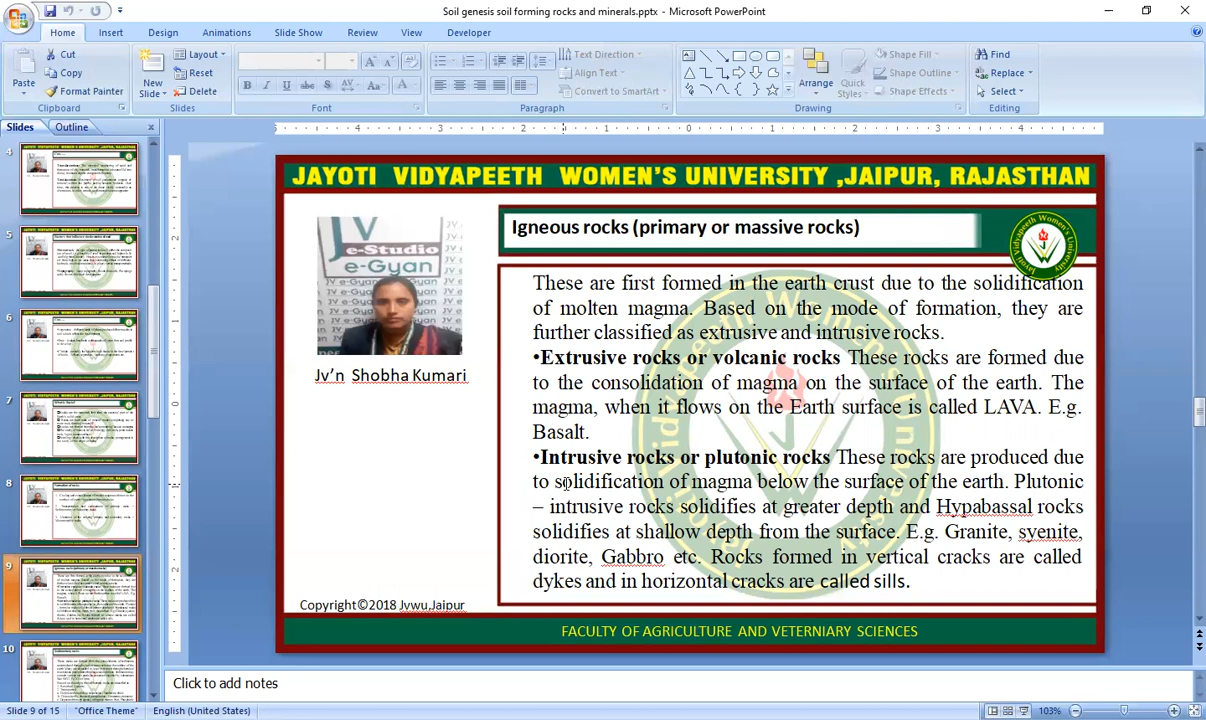 Soil genesis soil forming rocks and minerals.pptx - Microsoft PowerPoint
Home Insert Design Animations Slide Show Review View Developer
Paste Cut Copy Format Painter
Clipboard
New Slide Layout Reset Delete
Slides
Font
Text Direction
Align Text
Convert to SmartArt
Paragraph
Arrange Quick Styles Shape Fill Shape Outline Shape Effects
Drawing
Find
Replace
Select
Editing
Slides Outline
4
5
6
7
8
9
10
JAYOTI VIDYAPEETH WOMEN'S UNIVERSITY ,JAIPUR, RAJASTHAN
JV
e-Studio
e-Gyan
Jv'n Shobha Kumari
Igneous rocks (primary or massive rocks)
These are first formed in the earth crust due to the solidification
of molten magma. Based on the mode of formation, they are
further classified as extrusive and intrusive rocks.
•Extrusive rocks or volcanic rocks These rocks are formed due
to the consolidation of magma on the surface of the earth. The
magma, when it flows on the Earth surface is called LAVA. E.g.
Basalt.
•Intrusive rocks or plutonic rocks These rocks are produced due
to solidification of magma below the surface of the earth. Plutonic
– intrusive rocks solidifies at greater depth and Hypabassal rocks
solidifies at shallow depth from the surface. E.g. Granite, syenite,
diorite, Gabbro etc. Rocks formed in vertical cracks are called
dykes and in horizontal cracks are called sills.
Copyright©2018 Jvwu,Jaipur
FACULTY OF AGRICULTURE AND VETERNIARY SCIENCES
Click to add notes
Slide 9 of 15 "Office Theme" English (United States) 103%